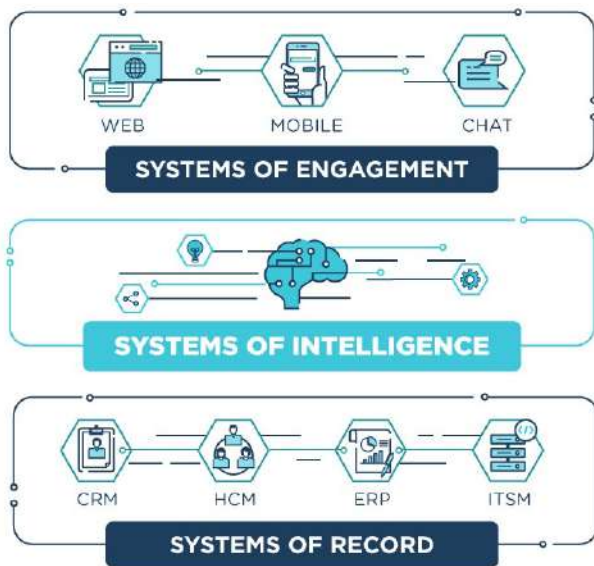 WEB
MOBILE
CHAT
SYSTEMS OF ENGAGEMENT
SYSTEMS OF INTELLIGENCE
CRM
HCM
ERP
ITSM
SYSTEMS OF RECORD